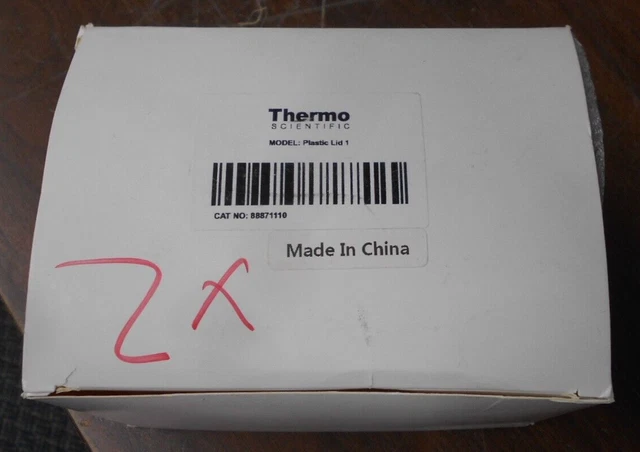 Thermo
SCIENTIFIC
MODEL: Plastic Lid 1
CAT NO: 88871110
Made In China
2X